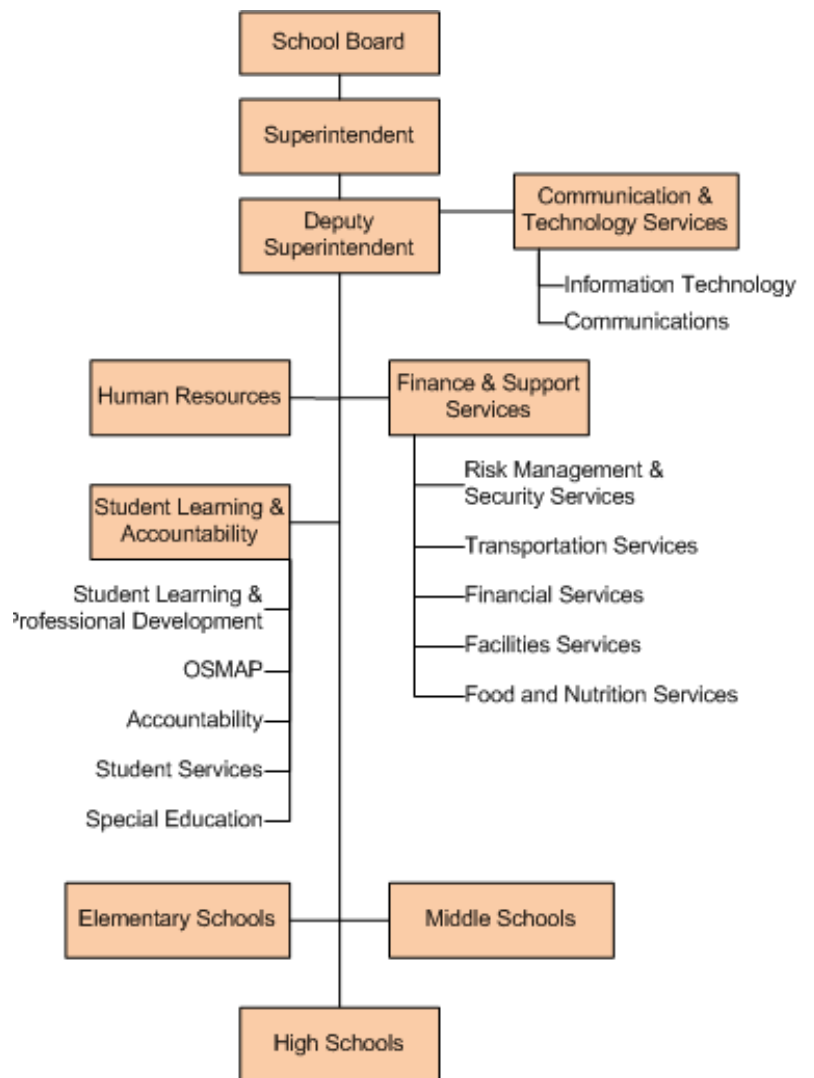 School Board
Superintendent
Deputy
Superintendent
Communication &
Technology Services
Information Technology
Communications
Human Resources
Finance & Support
Services
Risk Management &
Security Services
Transportation Services
Financial Services
Facilities Services
Food and Nutrition Services
Student Learning &
Accountability
Student Learning &
Professional Development
OSMAP
Accountability
Student Services
Special Education
Elementary Schools
Middle Schools
High Schools